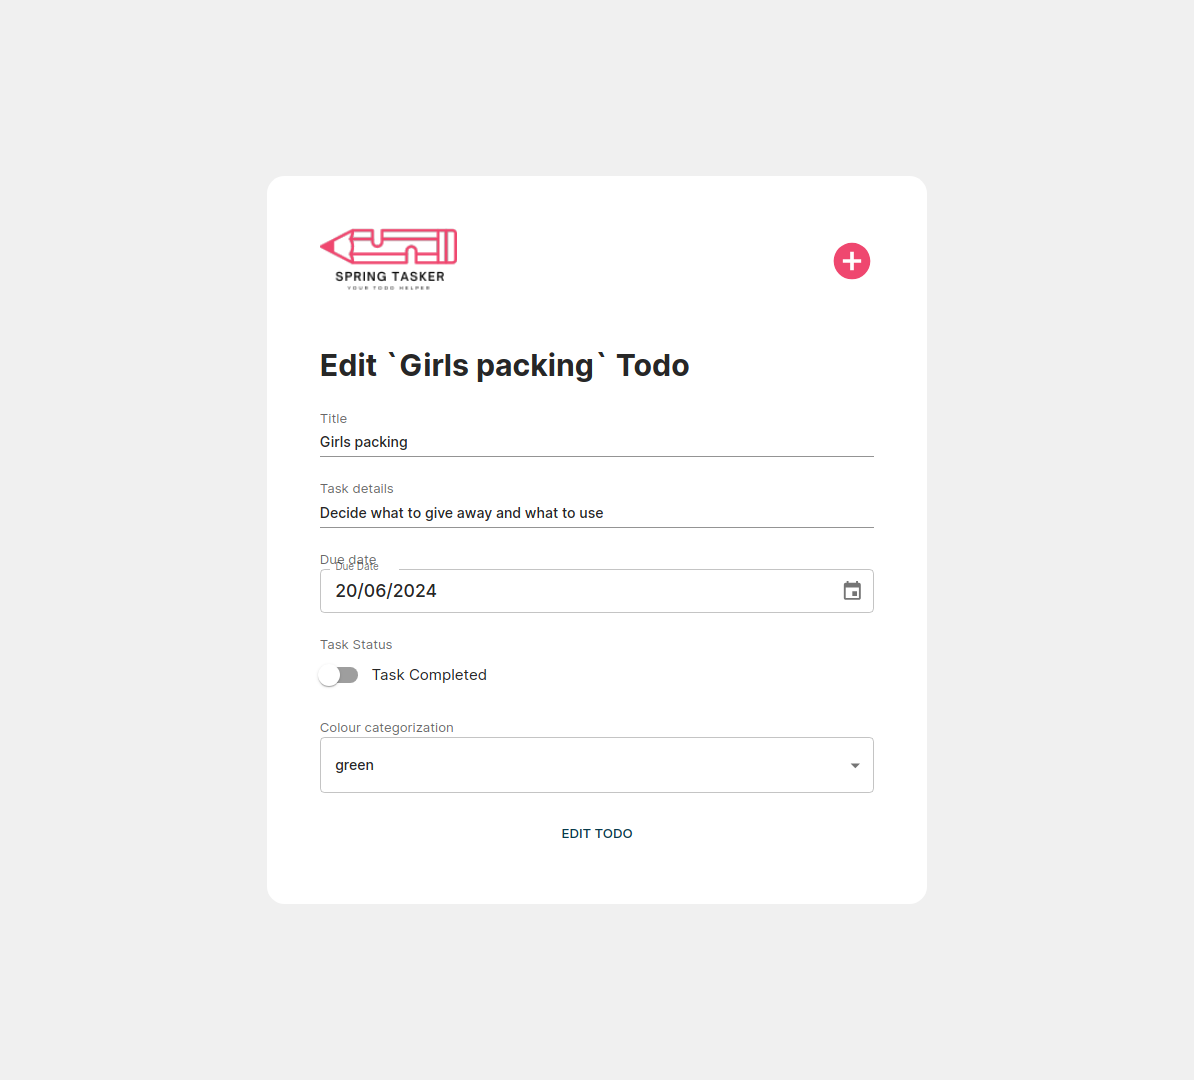 SPRING TASKER
YOUR TODO HELPER
Edit `Girls packing` Todo
Title
Girls packing
Task details
Decide what to give away and what to use
Due date
Due Date
20/06/2024
Task Status
Task Completed
Colour categorization
green
EDIT TODO